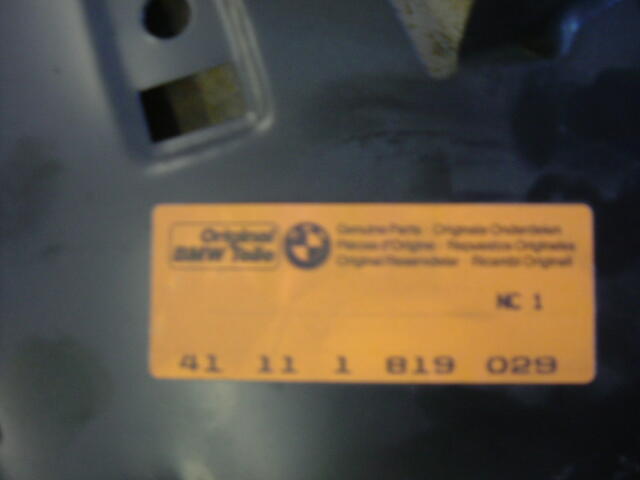 Original
BMW Teile
Genuine Parts · Originele Onderdelen
Pièces d'Origine · Repuestos Originales
Original Reservdelar · Ricambi Originali
NC 1
41 11 1 819 029